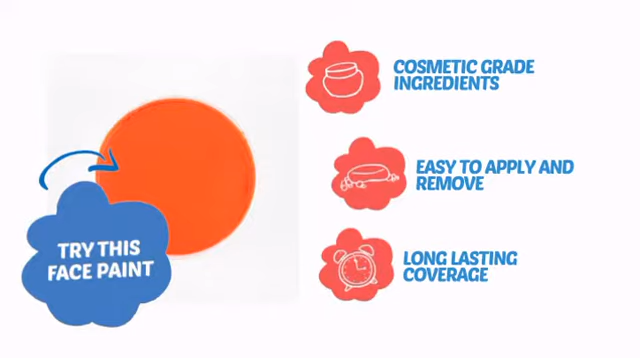 COSMETIC GRADE
INGREDIENTS
EASY TO APPLY AND
REMOVE
LONG LASTING
COVERAGE
TRY THIS
FACE PAINT